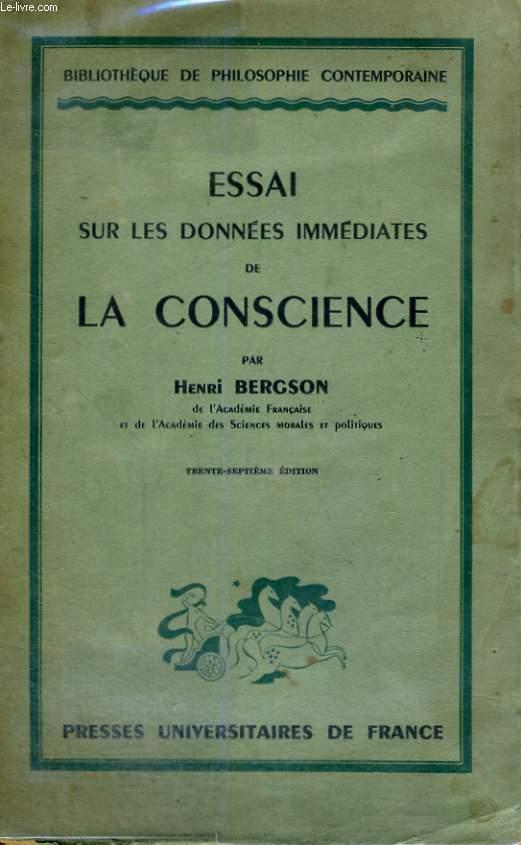 Le-livre.com
BIBLIOTHÈQUE DE PHILOSOPHIE CONTEMPORAINE
ESSAI
SUR LES DONNÉES IMMÉDIATES
DE
LA CONSCIENCE
PAR
HENRI BERGSON
de l'ACADÉMIE FRANÇAISE
ET de l'ACADÉMIE des SCIENCES MORALES ET politiques
TRENTE-SEPTIÈME ÉDITION
PRESSES UNIVERSITAIRES DE FRANCE